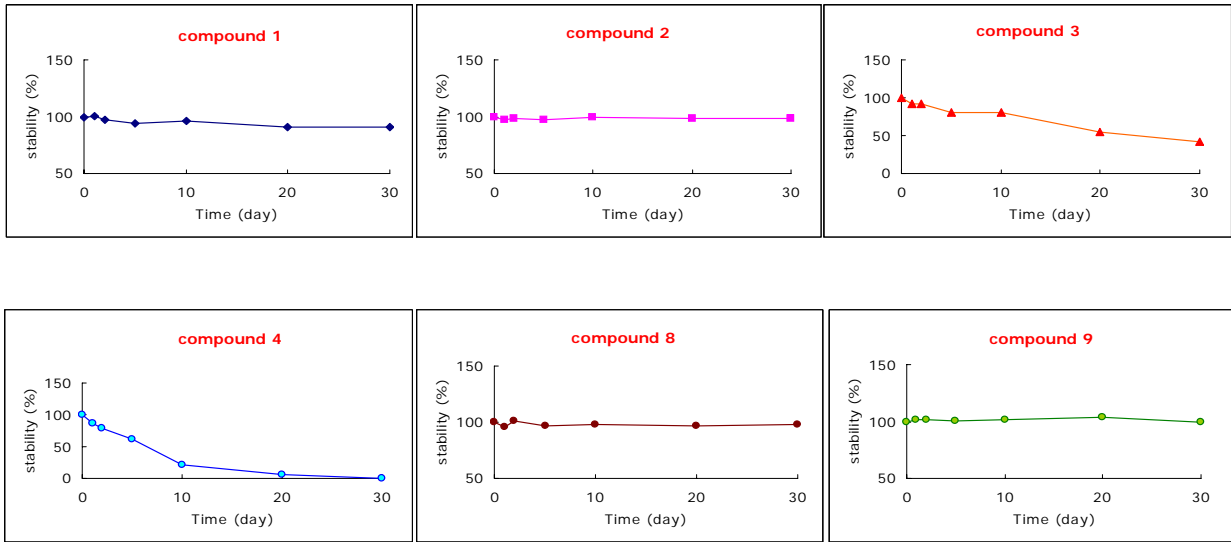 compound 1
150
100
50
stability (%)
0 10 20 30
Time (day)
compound 2
150
100
50
stability (%)
0 10 20 30
Time (day)
compound 3
150
100
50
0
stability (%)
0 10 20 30
Time (day)
compound 4
150
100
50
0
stability (%)
0 10 20 30
Time (day)
compound 8
150
100
50
stability (%)
0 10 20 30
Time (day)
compound 9
150
100
50
stability (%)
0 10 20 30
Time (day)